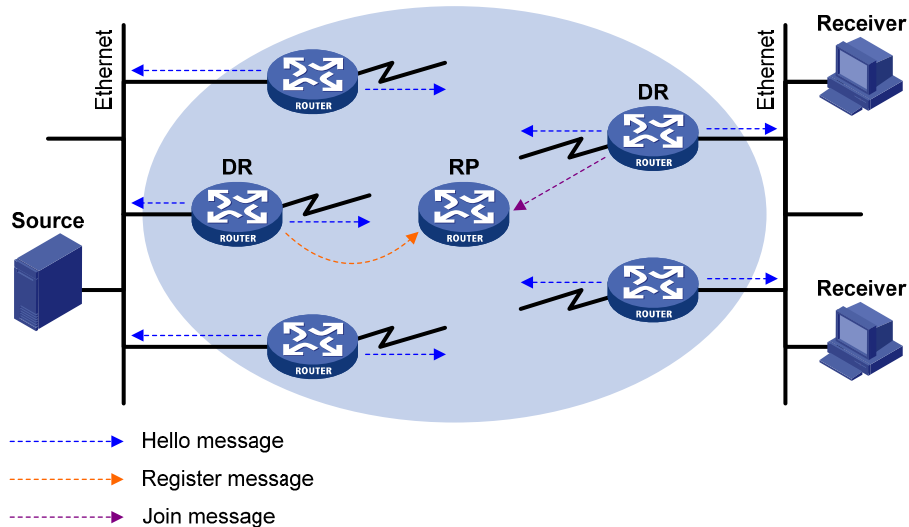 Receiver
Ethernet
Ethernet
ROUTER
DR
ROUTER
DR
RP
ROUTER
ROUTER
Source
Receiver
ROUTER
ROUTER
Hello message
Register message
Join message